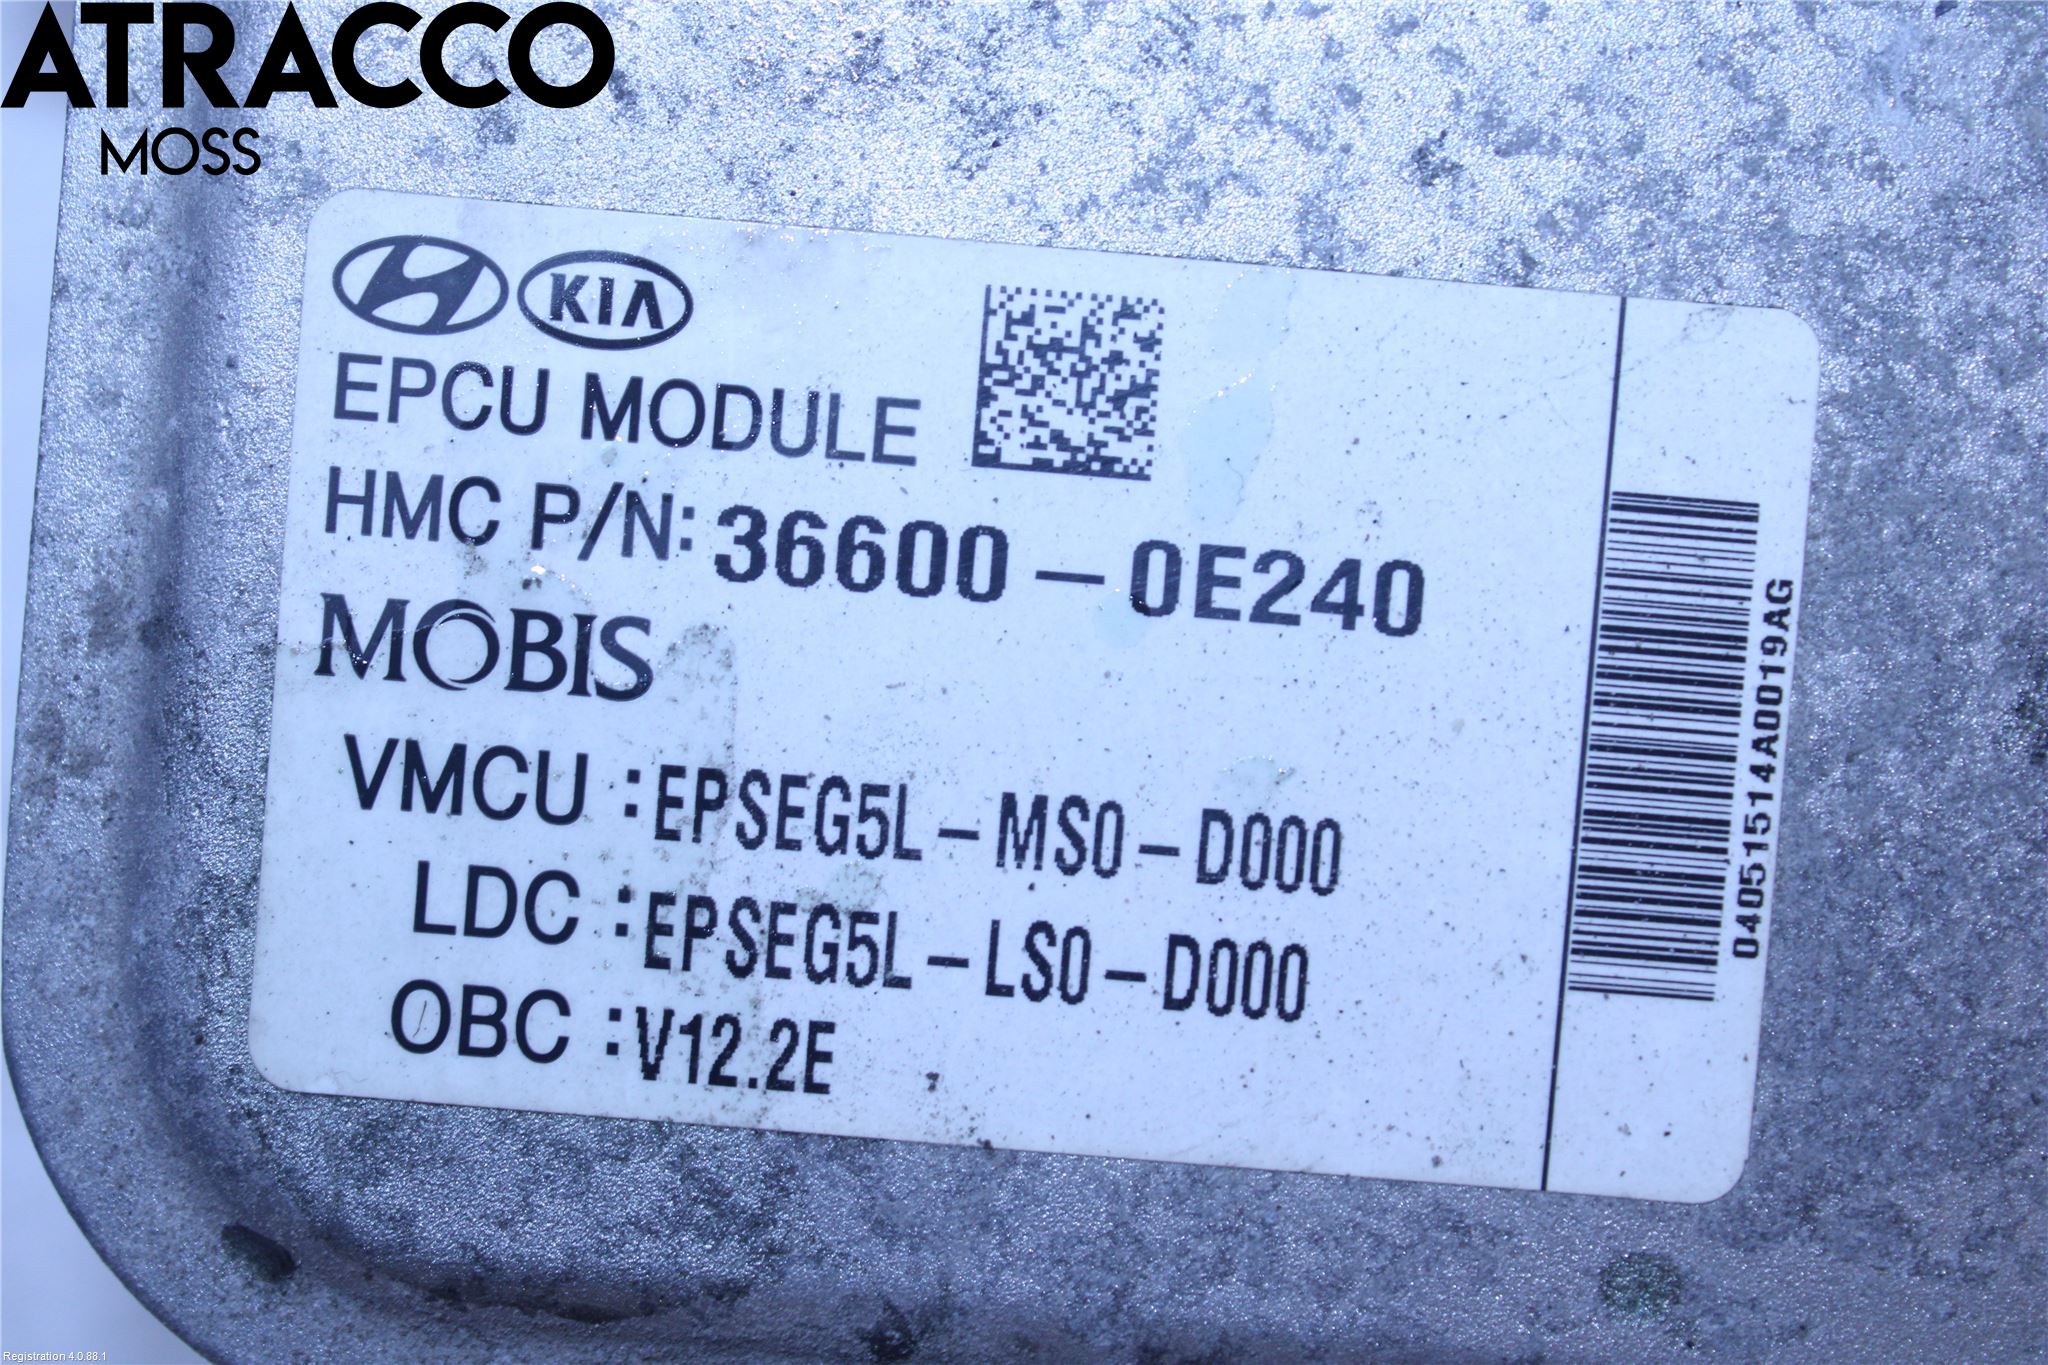 ATRACCO
MOSS
KIA
EPCU MODULE
HMC P/N: 36600-0E240
MOBIS
VMCU :EPSEG5L-MS0-D000
LDC :EPSEG5L-LS0-D000
OBC :V12.2E
04051514A0019AG
Registration 4.0.88.1